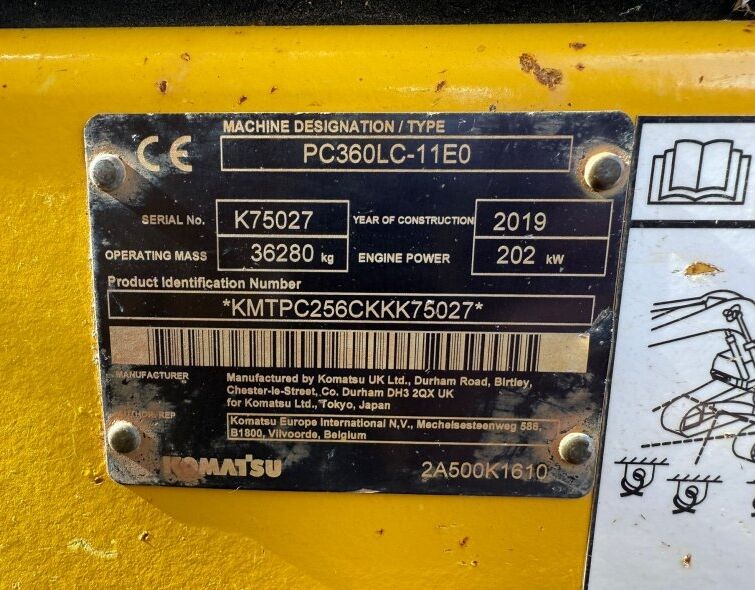 CE
MACHINE DESIGNATION / TYPE
PC360LC-11E0
SERIAL No. K75027 YEAR OF CONSTRUCTION 2019
OPERATING MASS 36280 kg ENGINE POWER 202 kW
Product Identification Number
*KMTPC256CKKK75027*
MANUFACTURER
Manufactured by Komatsu UK Ltd., Durham Road, Birtley,
Chester-le-Street, Co. Durham DH3 2QX UK
for Komatsu Ltd., Tokyo, Japan
AUTHOR. REP
Komatsu Europe International N.V., Mechelsesteenweg 586,
B1800, Vilvoorde, Belgium
KOMATSU
2A500K1610